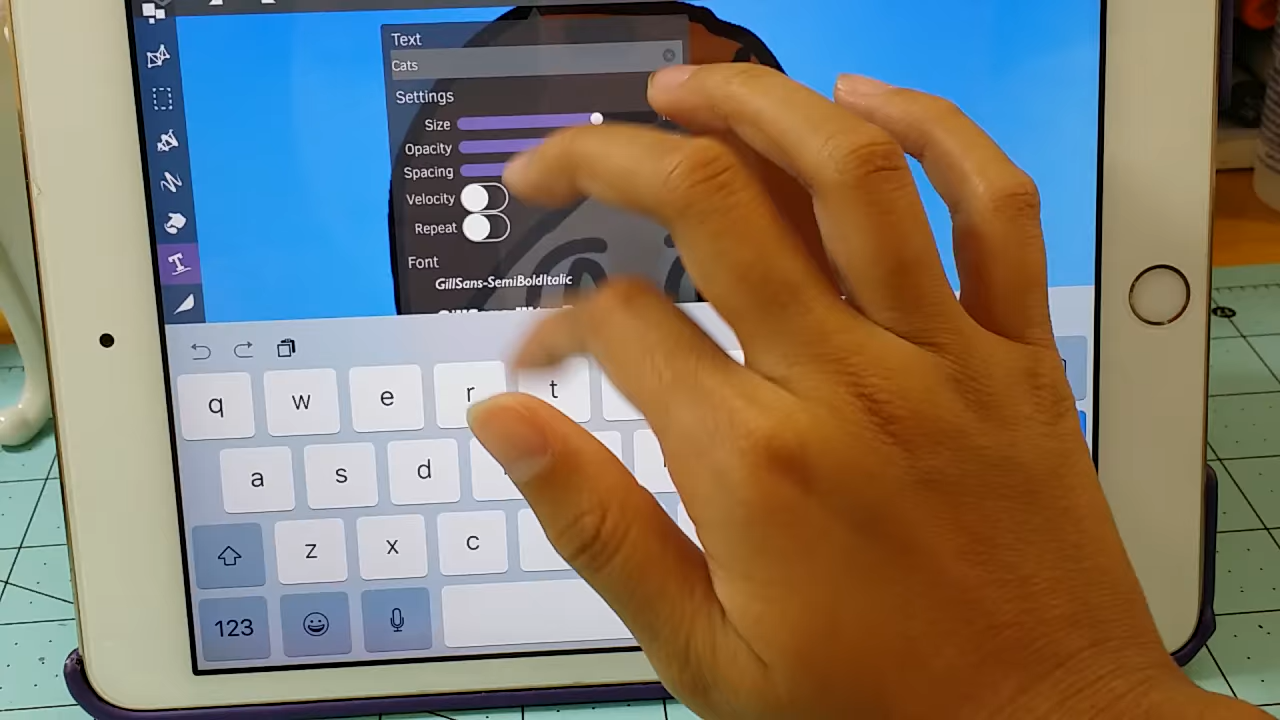 Text
Cats
Settings
Size
Opacity
Spacing
Velocity
Repeat
Font
GillSans-SemiBoldItalic
q w e r t
a s d
z x c
123